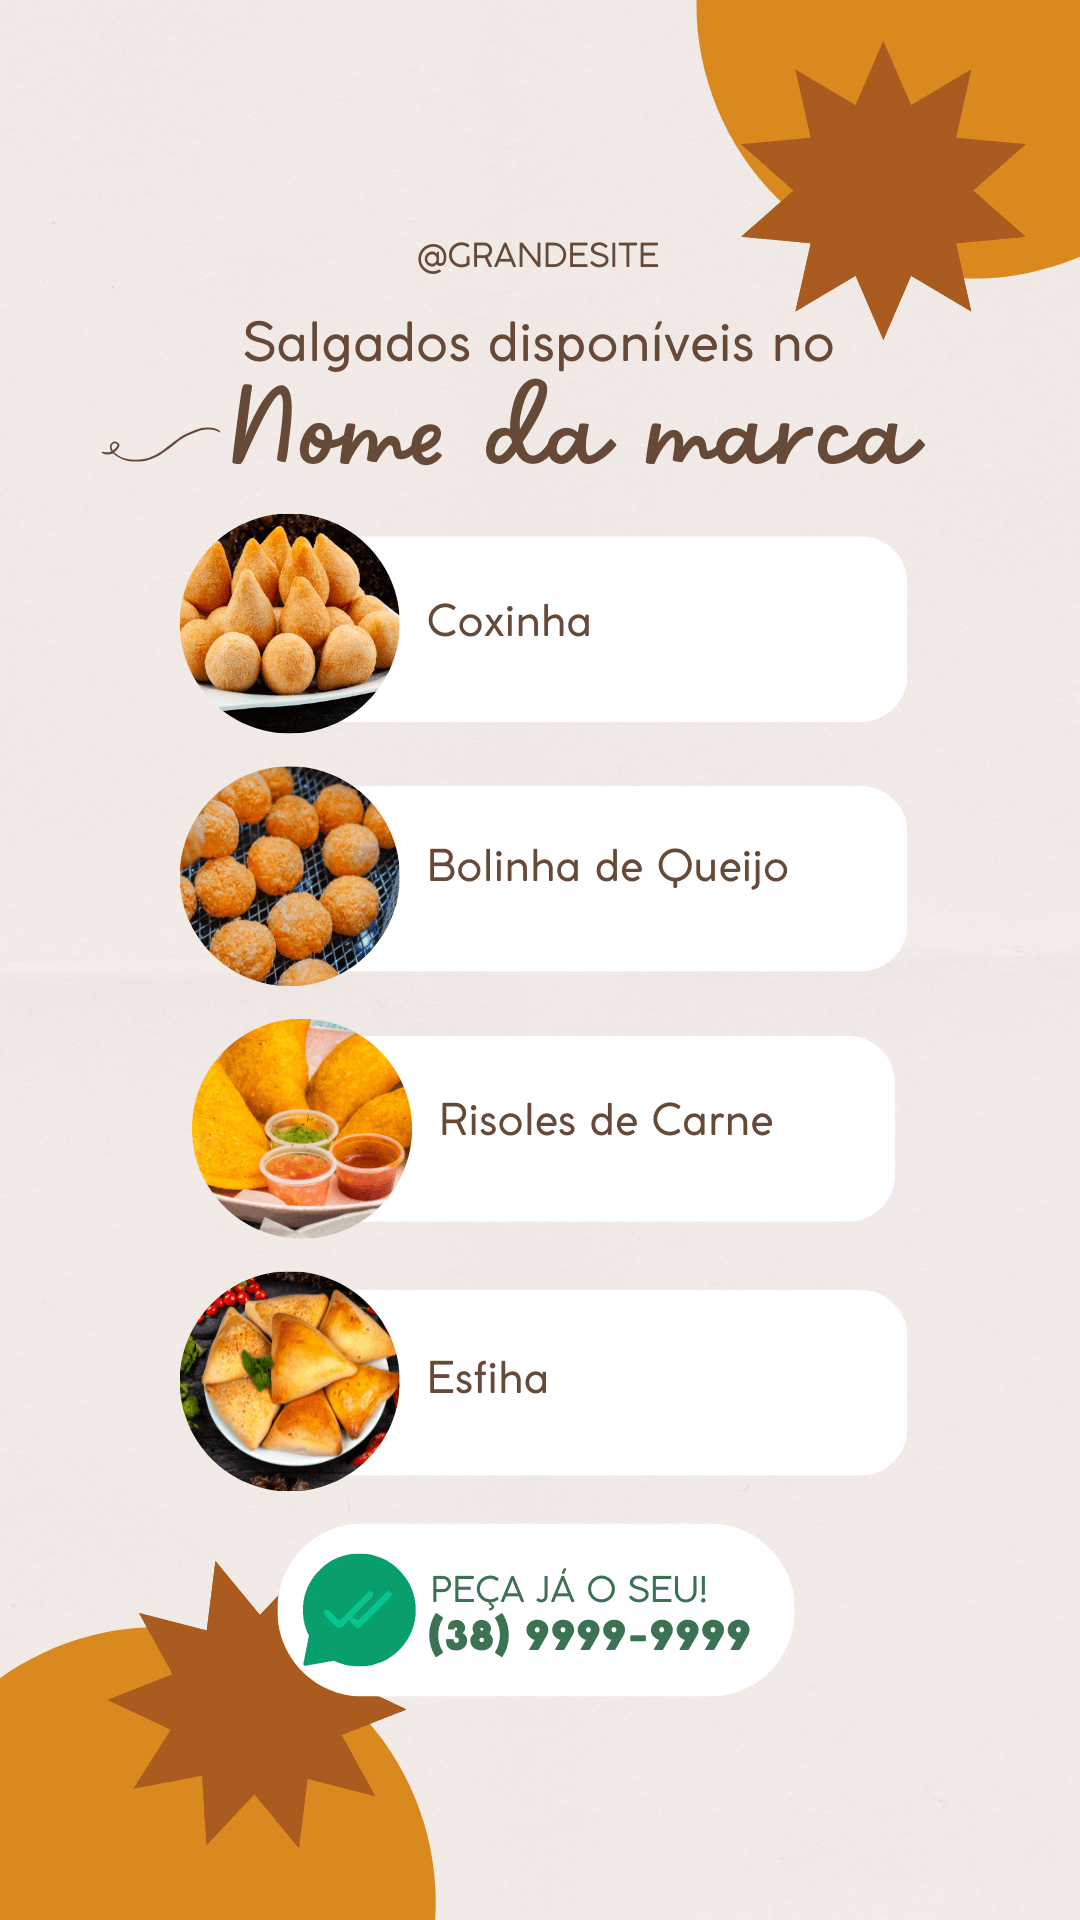 @GRANDESITE
Salgados disponíveis no
Nome da marca
Coxinha
Bolinha de Queijo
Risoles de Carne
Esfiha
PEÇA JÁ O SEU!
(38) 9999-9999